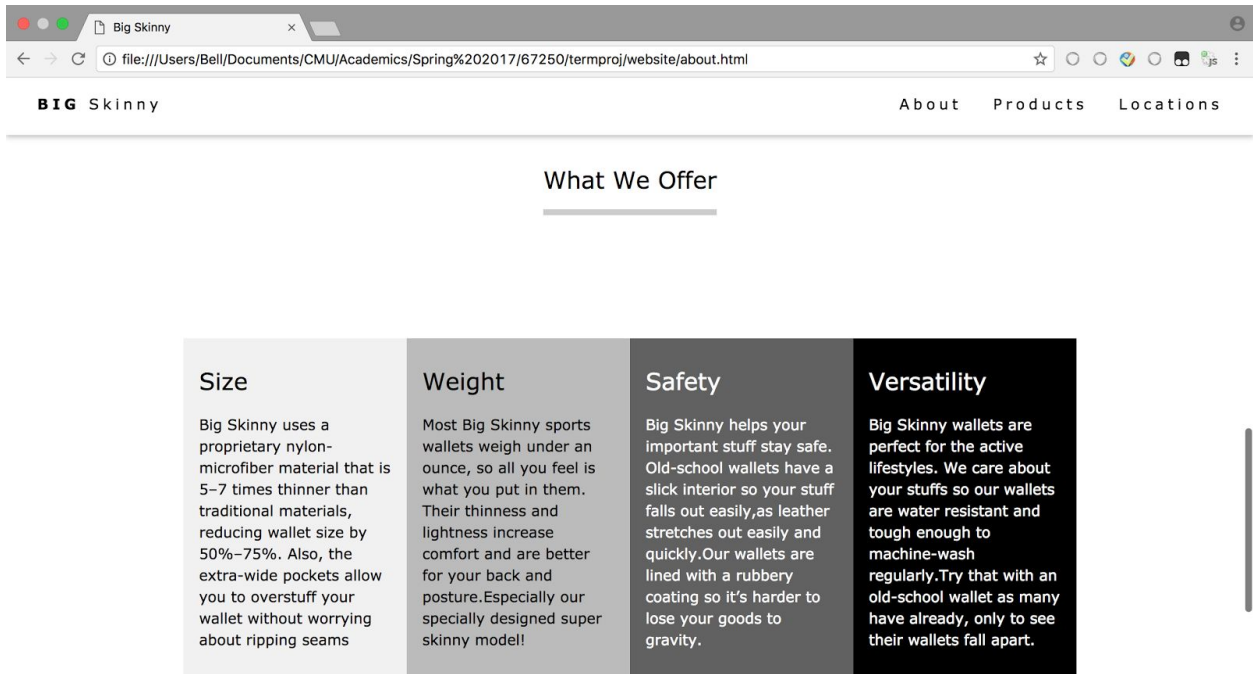 Big Skinny
file:///Users/Bell/Documents/CMU/Academics/Spring%202017/67250/termproj/website/about.html
JS
BIG Skinny
About Products Locations
What We Offer
Size
Big Skinny uses a
proprietary nylon-
microfiber material that is
5–7 times thinner than
traditional materials,
reducing wallet size by
50%–75%. Also, the
extra-wide pockets allow
you to overstuff your
wallet without worrying
about ripping seams
Weight
Most Big Skinny sports
wallets weigh under an
ounce, so all you feel is
what you put in them.
Their thinness and
lightness increase
comfort and are better
for your back and
posture.Especially our
specially designed super
skinny model!
Safety
Big Skinny helps your
important stuff stay safe.
Old-school wallets have a
slick interior so your stuff
falls out easily,as leather
stretches out easily and
quickly.Our wallets are
lined with a rubbery
coating so it’s harder to
lose your goods to
gravity.
Versatility
Big Skinny wallets are
perfect for the active
lifestyles. We care about
your stuffs so our wallets
are water resistant and
tough enough to
machine-wash
regularly.Try that with an
old-school wallet as many
have already, only to see
their wallets fall apart.